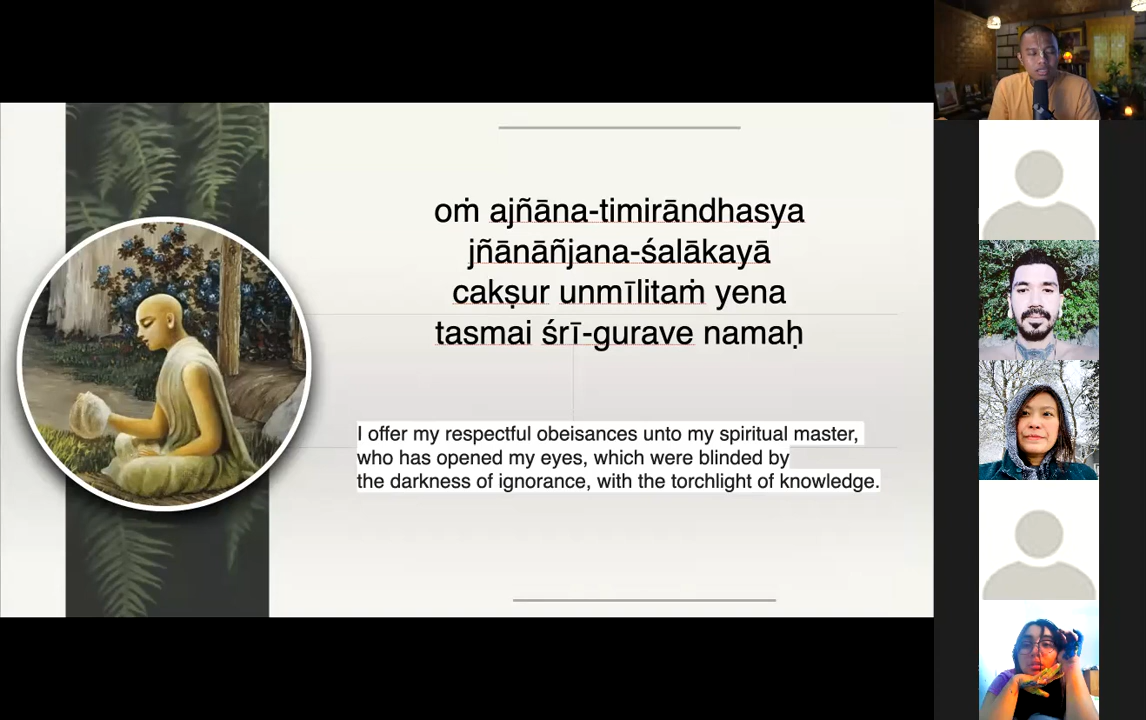 oṁ ajñāna-timirāndhasya
jñānāñjana-śalākayā
cakṣur unmīlitaṁ yena
tasmai śrī-gurave namaḥ
I offer my respectful obeisances unto my spiritual master,
who has opened my eyes, which were blinded by
the darkness of ignorance, with the torchlight of knowledge.